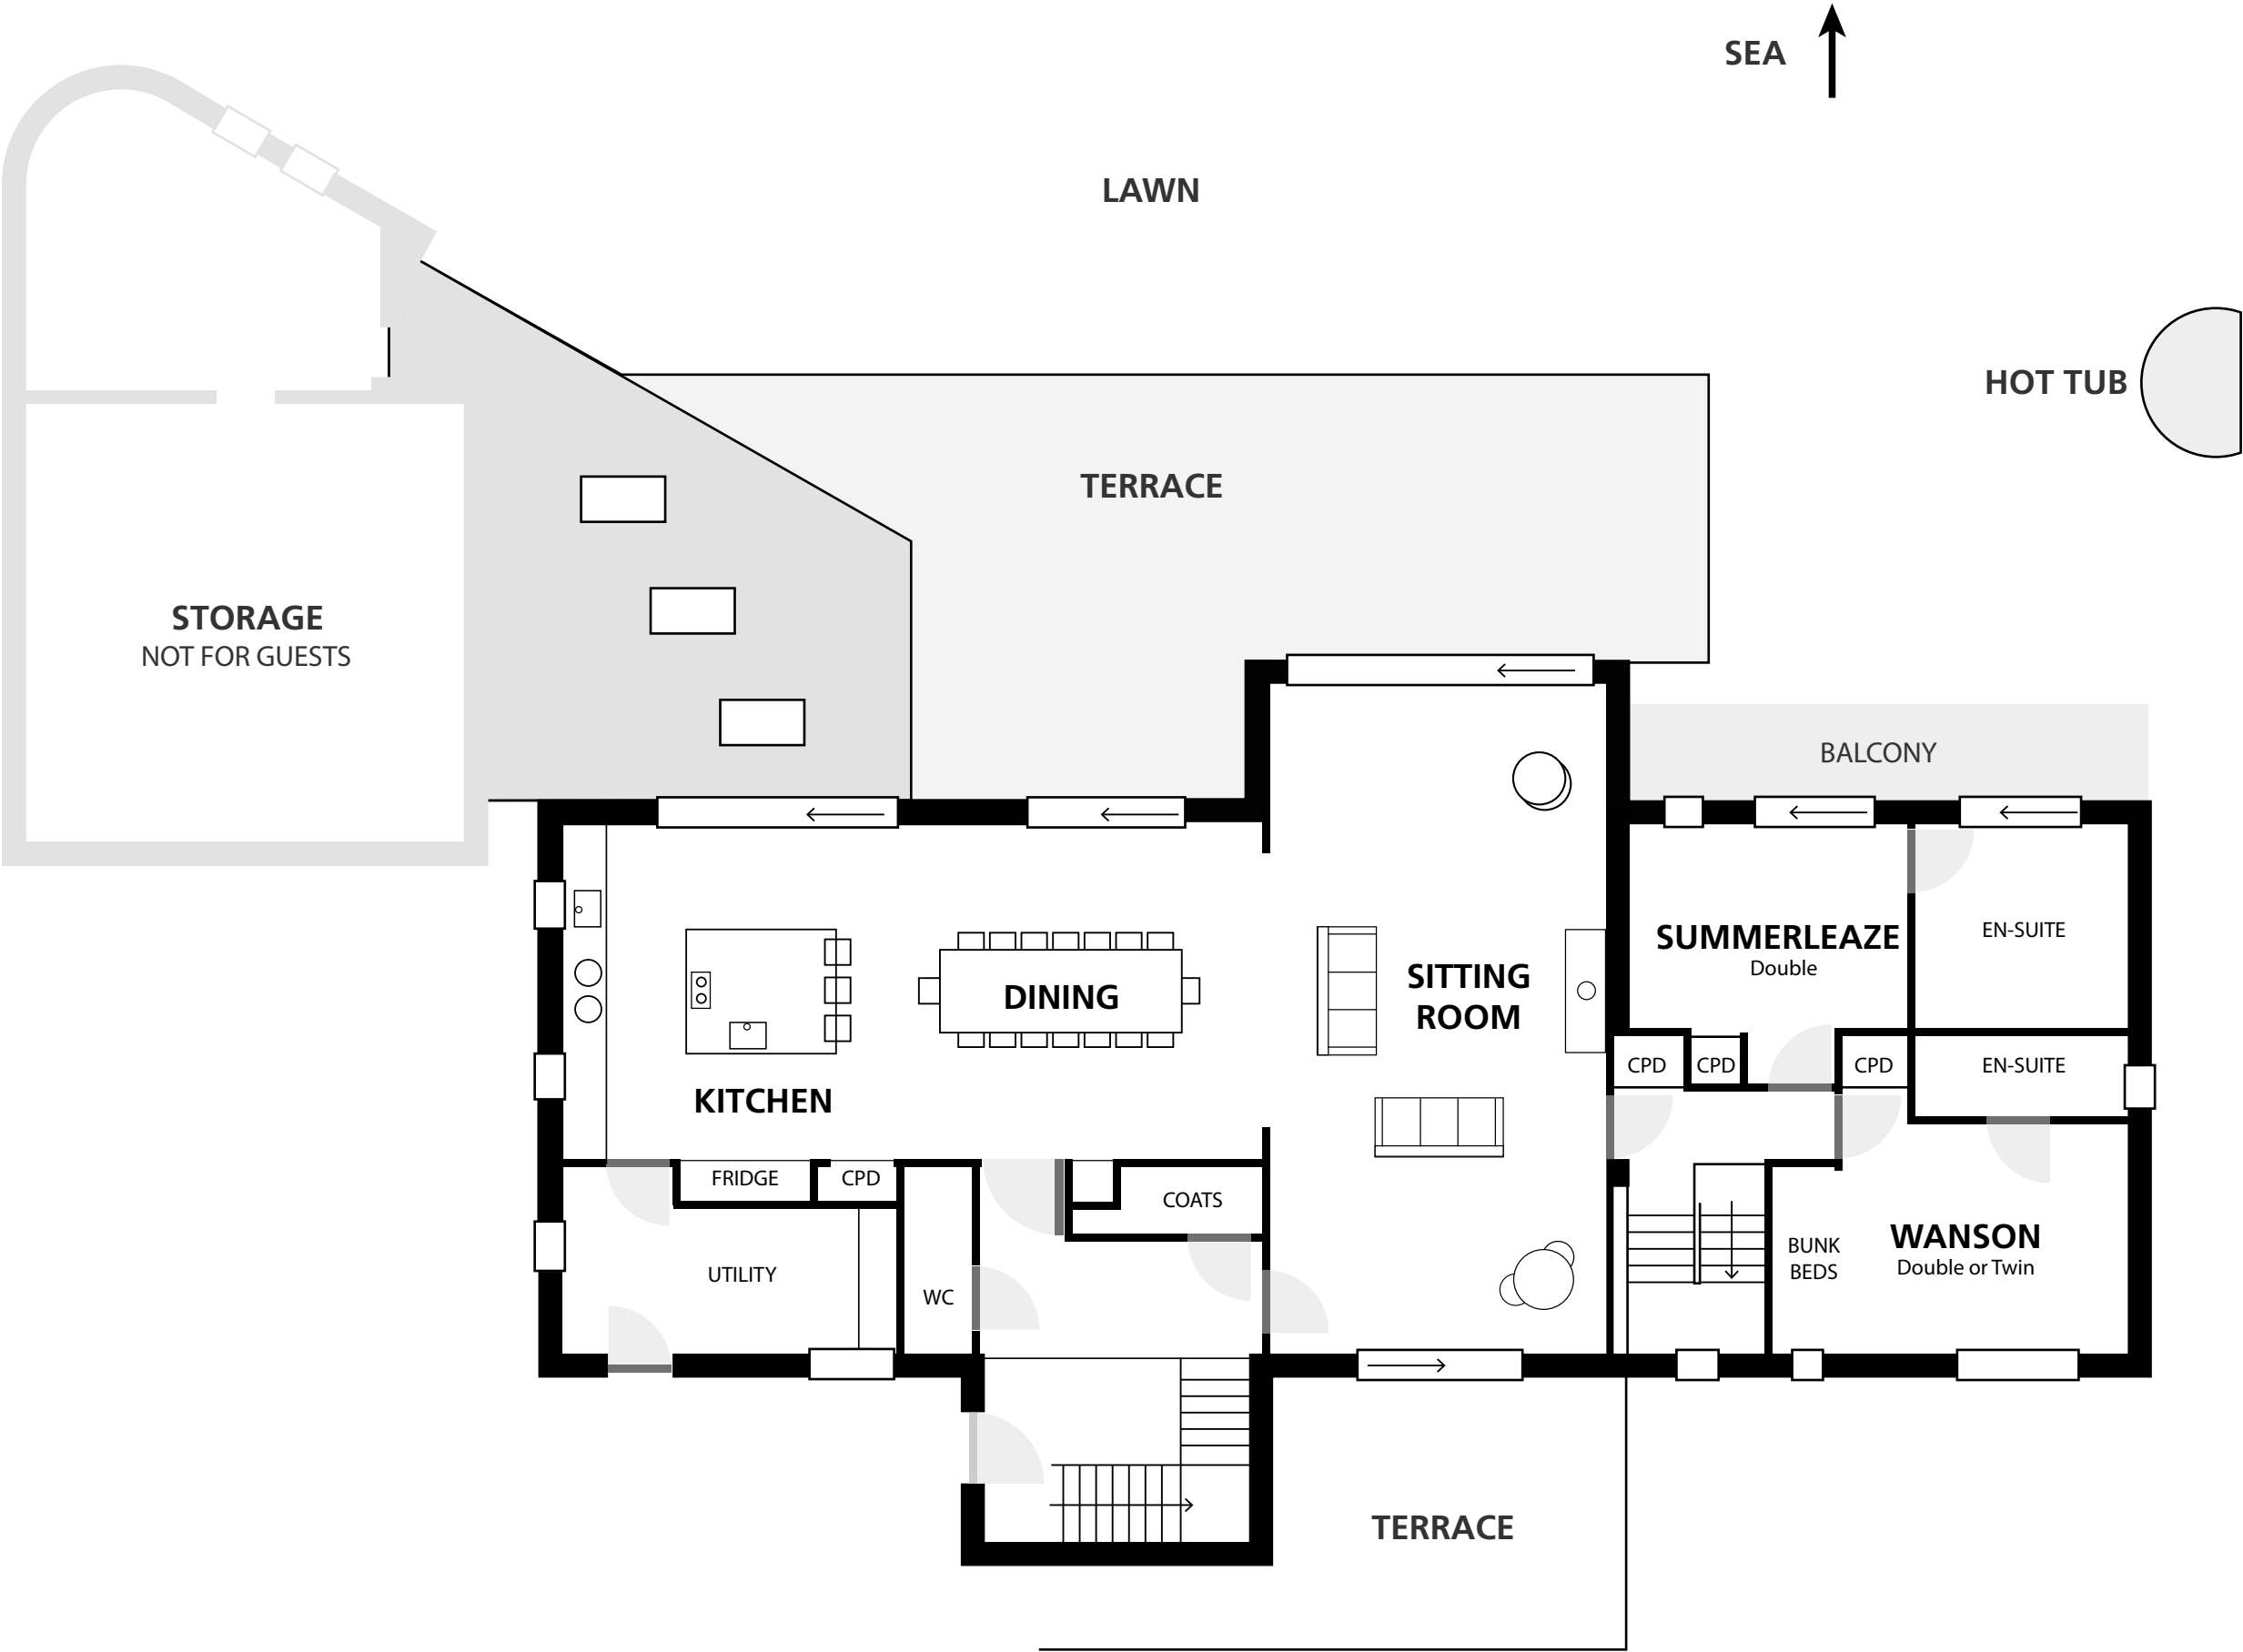 SEA
LAWN
HOT TUB
TERRACE
STORAGE
NOT FOR GUESTS
BALCONY
SUMMERLEAZE
Double
EN-SUITE
SITTING
ROOM
DINING
KITCHEN
CPD
CPD
CPD
EN-SUITE
FRIDGE
CPD
COATS
UTILITY
WC
BUNK
BEDS
WANSON
Double or Twin
TERRACE